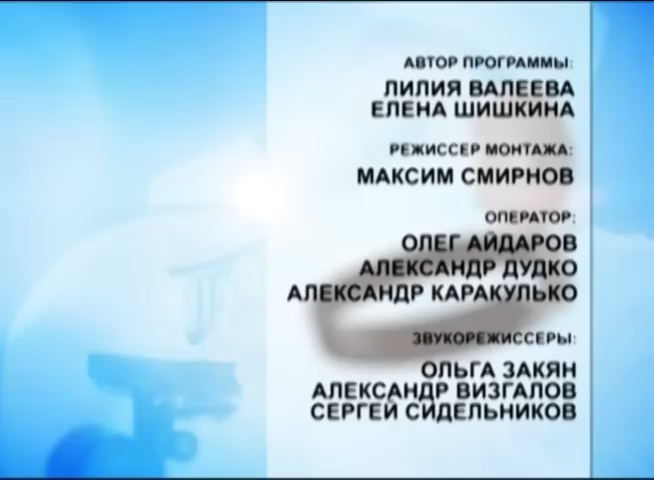 АВТОР ПРОГРАММЫ:
ЛИЛИЯ ВАЛЕЕВА
ЕЛЕНА ШИШКИНА
РЕЖИССЕР МОНТАЖА:
МАКСИМ СМИРНОВ
ОПЕРАТОР:
ОЛЕГ АЙДАРОВ
АЛЕКСАНДР ДУДКО
АЛЕКСАНДР КАРАКУЛЬКО
ЗВУКОРЕЖИССЕРЫ:
ОЛЬГА ЗАКЯН
АЛЕКСАНДР ВИЗГАЛОВ
СЕРГЕЙ СИДЕЛЬНИКОВ